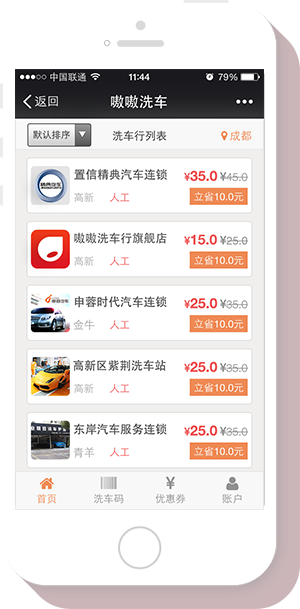 中国联通 11:44 79%
返回 嗷嗷洗车
默认排序 洗车行列表 成都
置信精典汽车连锁 ¥35.0 ¥45.0
高新 人工 立省10.0元
嗷嗷洗车行旗舰店 ¥15.0 ¥25.0
高新 人工 立省10.0元
申蓉时代汽车连锁 ¥25.0 ¥35.0
金牛 人工 立省10.0元
高新区紫荆洗车站 ¥25.0 ¥35.0
高新 人工 立省10.0元
东岸汽车服务连锁 ¥25.0 ¥35.0
青羊 人工 立省10.0元
首页 洗车码 优惠券 账户